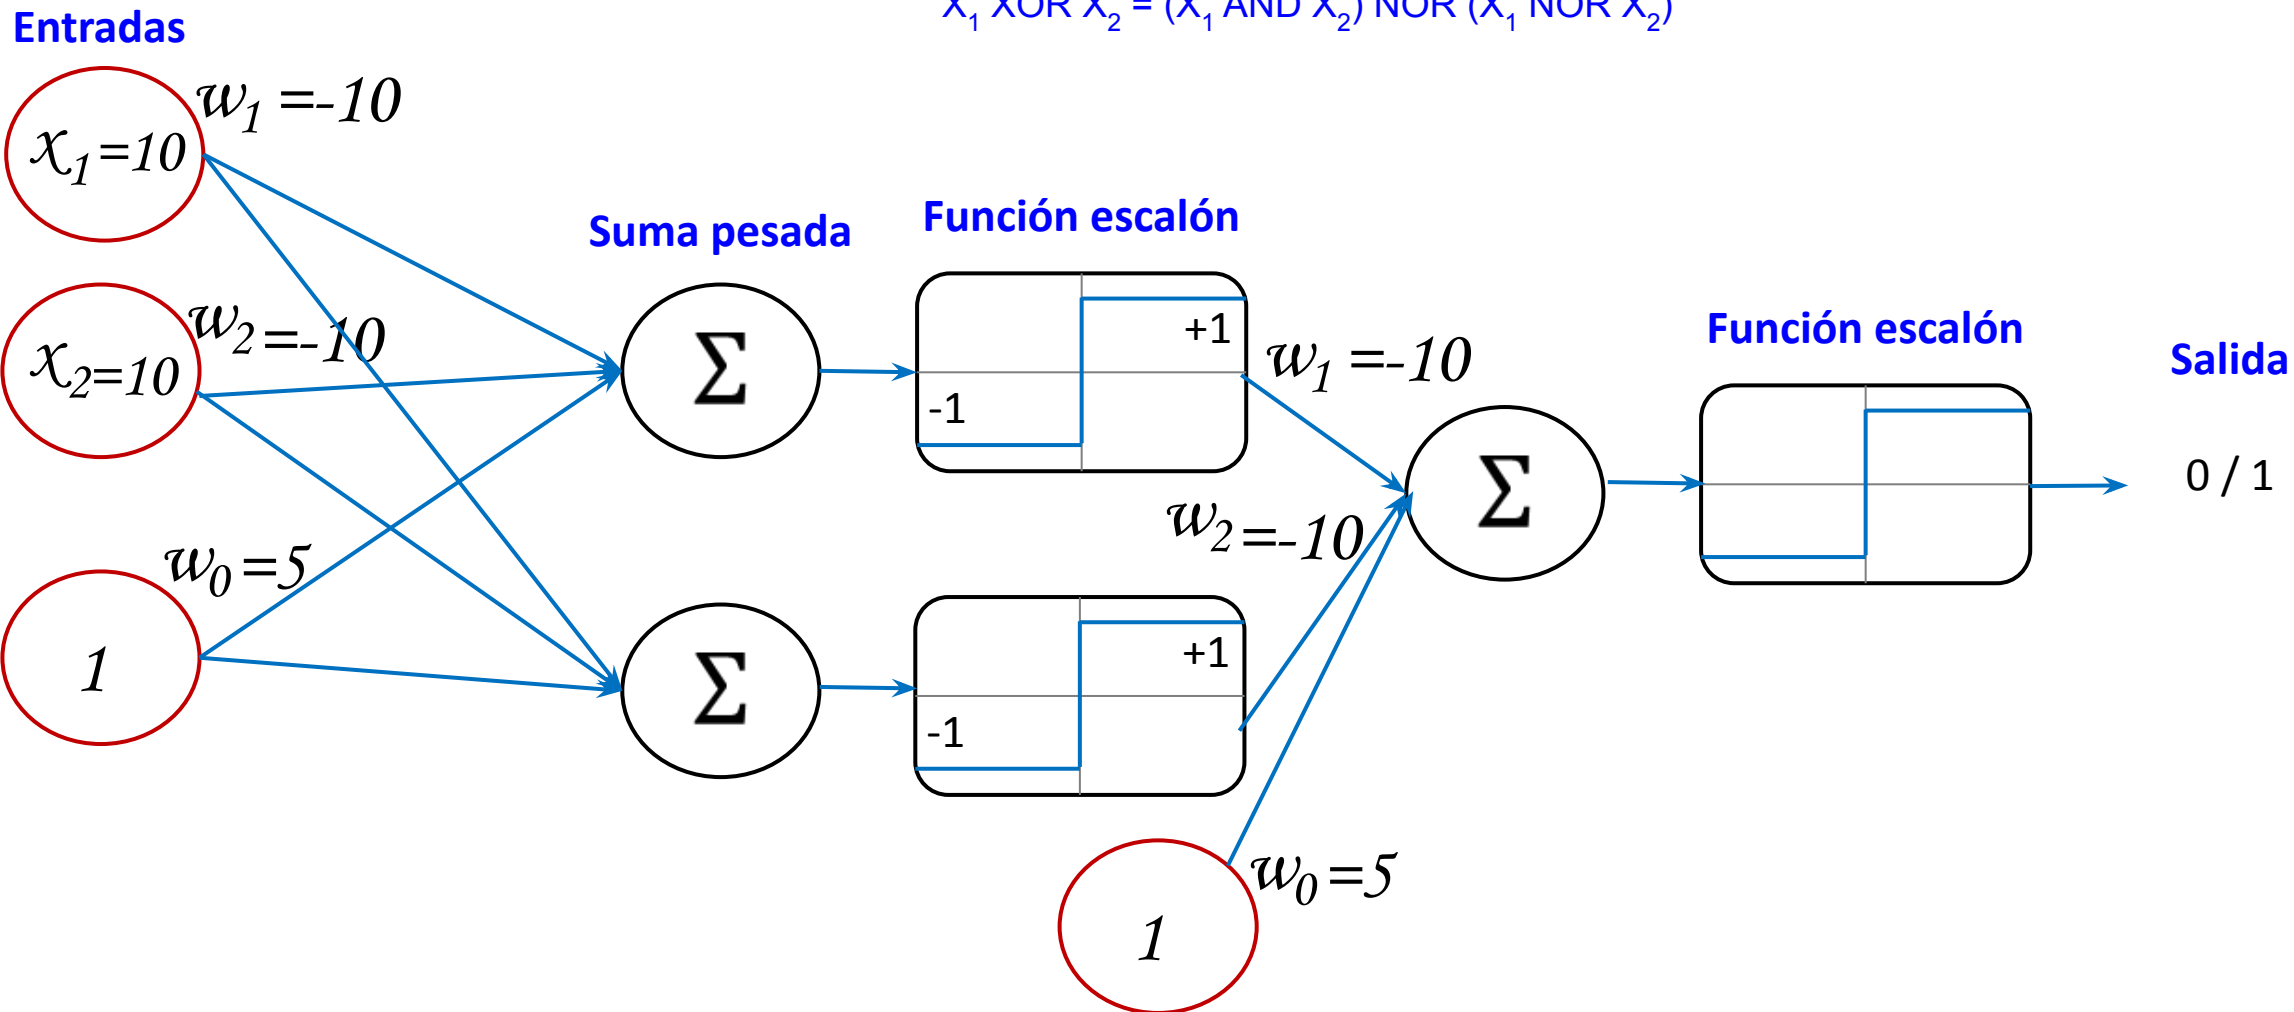 X₁ XOR X₂ = (X₁ AND X₂) NOR (X₁ NOR X₂)
Entradas
w₁ =-10
x₁=10
Suma pesada
Función escalón
w₂=-10
x₂=10
Σ
+1
-1
w₁ =-10
Función escalón
Salida
0 / 1
Σ
w₂=-10
w₀=5
1
Σ
+1
-1
w₀=5
1